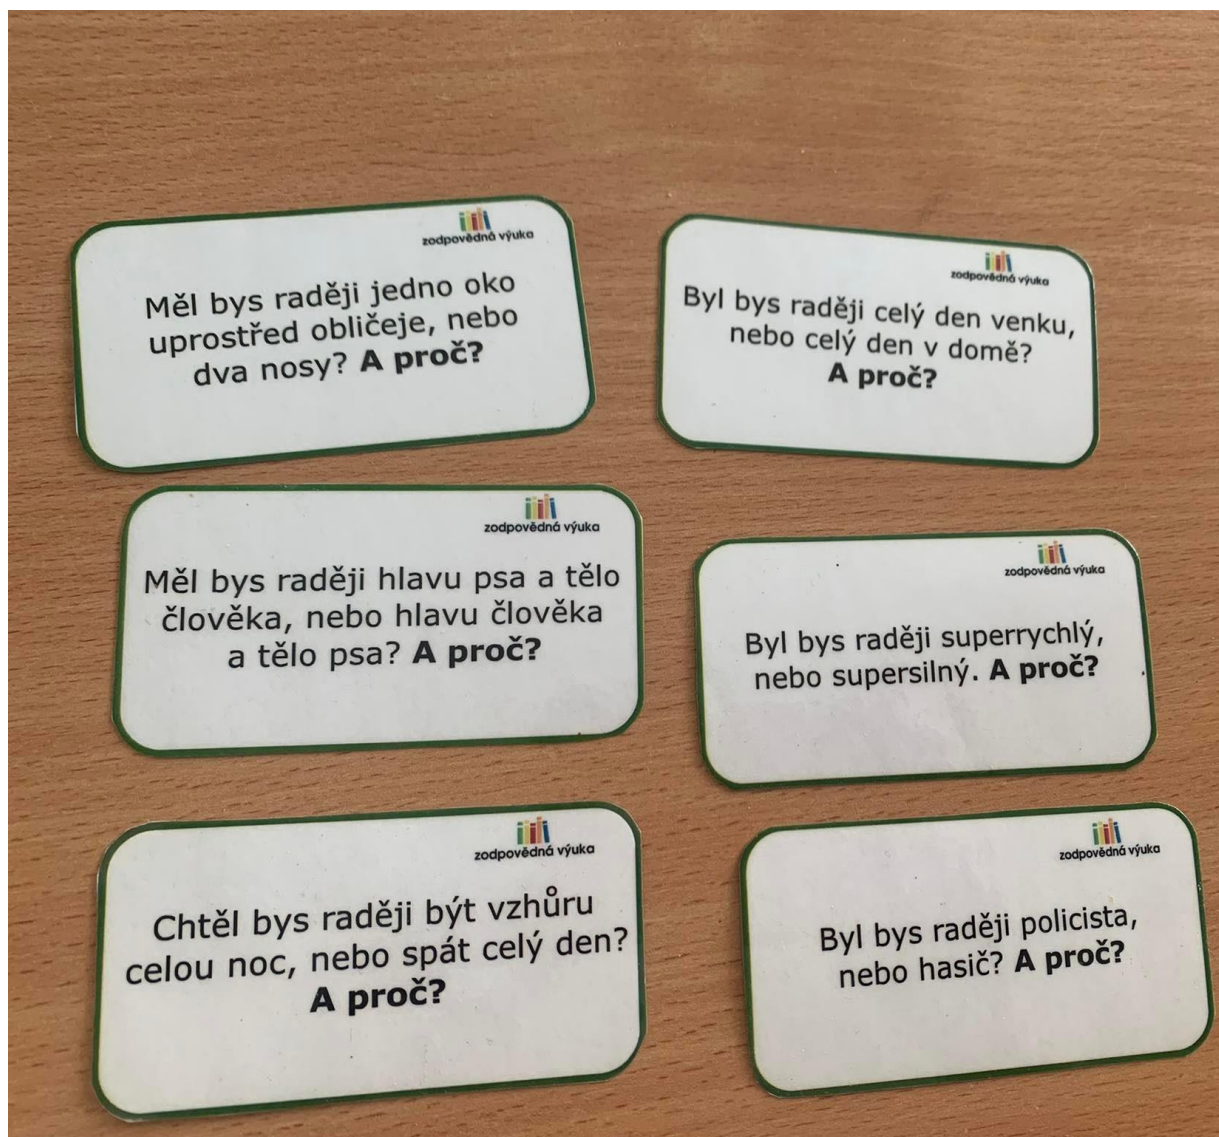 zodpovědná výuka
Měl bys raději jedno oko
uprostřed obličeje, nebo
dva nosy? A proč?
zodpovědná výuka
Byl bys raději celý den venku,
nebo celý den v domě?
A proč?
zodpovědná výuka
Měl bys raději hlavu psa a tělo
člověka, nebo hlavu člověka
a tělo psa? A proč?
zodpovědná výuka
Byl bys raději superrychlý,
nebo supersilný. A proč?
zodpovědná výuka
Chtěl bys raději být vzhůru
celou noc, nebo spát celý den?
A proč?
zodpovědná výuka
Byl bys raději policista,
nebo hasič? A proč?